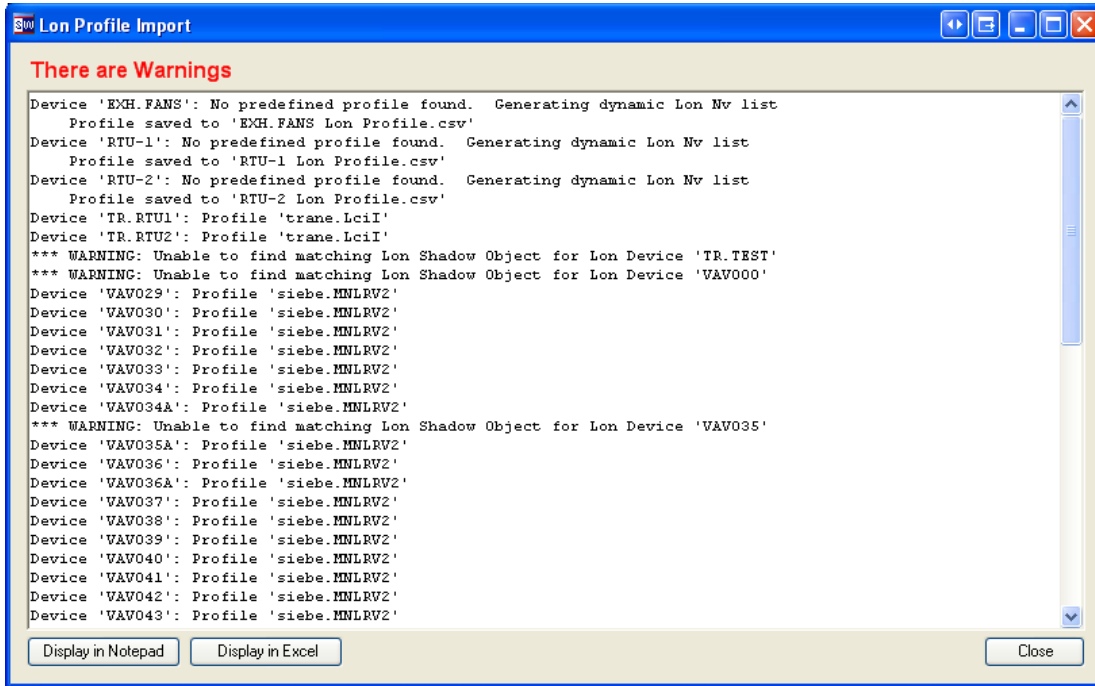 SW Lon Profile Import
There are Warnings
Device 'EXH.FANS': No predefined profile found.  Generating dynamic Lon Nv list
    Profile saved to 'EXH.FANS Lon Profile.csv'
Device 'RTU-1': No predefined profile found.  Generating dynamic Lon Nv list
    Profile saved to 'RTU-1 Lon Profile.csv'
Device 'RTU-2': No predefined profile found.  Generating dynamic Lon Nv list
    Profile saved to 'RTU-2 Lon Profile.csv'
Device 'TR.RTU1': Profile 'trane.LciI'
Device 'TR.RTU2': Profile 'trane.LciI'
*** WARNING: Unable to find matching Lon Shadow Object for Lon Device 'TR.TEST'
*** WARNING: Unable to find matching Lon Shadow Object for Lon Device 'VAV000'
Device 'VAV029': Profile 'siebe.MNLRV2'
Device 'VAV030': Profile 'siebe.MNLRV2'
Device 'VAV031': Profile 'siebe.MNLRV2'
Device 'VAV032': Profile 'siebe.MNLRV2'
Device 'VAV033': Profile 'siebe.MNLRV2'
Device 'VAV034': Profile 'siebe.MNLRV2'
Device 'VAV034A': Profile 'siebe.MNLRV2'
*** WARNING: Unable to find matching Lon Shadow Object for Lon Device 'VAV035'
Device 'VAV035A': Profile 'siebe.MNLRV2'
Device 'VAV036': Profile 'siebe.MNLRV2'
Device 'VAV036A': Profile 'siebe.MNLRV2'
Device 'VAV037': Profile 'siebe.MNLRV2'
Device 'VAV038': Profile 'siebe.MNLRV2'
Device 'VAV039': Profile 'siebe.MNLRV2'
Device 'VAV040': Profile 'siebe.MNLRV2'
Device 'VAV041': Profile 'siebe.MNLRV2'
Device 'VAV042': Profile 'siebe.MNLRV2'
Device 'VAV043': Profile 'siebe.MNLRV2'
Display in Notepad Display in Excel Close